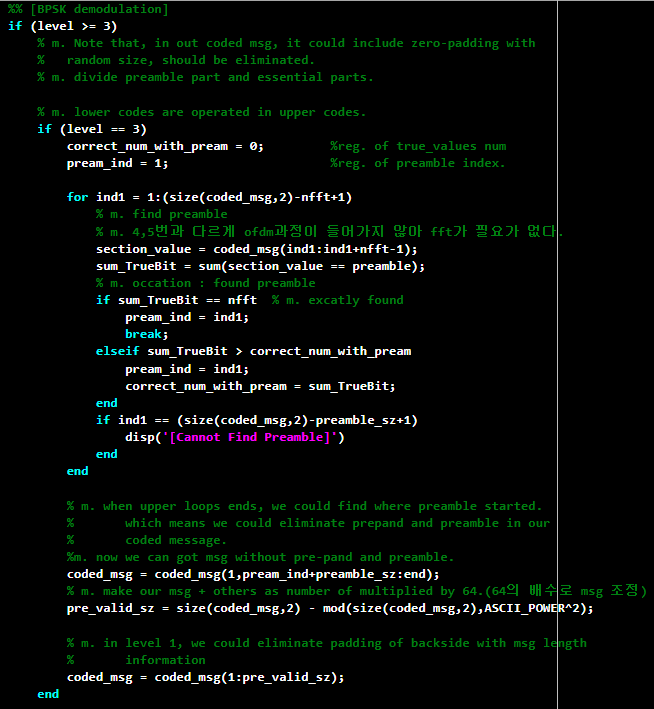 %% [BPSK demodulation]
if (level >= 3)
% m. Note that, in out coded msg, it could include zero-padding with
% random size, should be eliminated.
% m. divide preamble part and essential parts.
% m. lower codes are operated in upper codes.
if (level == 3)
correct_num_with_pream = 0; %reg. of true_values num
pream_ind = 1; %reg. of preamble index.
for ind1 = 1:(size(coded_msg,2)-nfft+1)
% m. find preamble
% m. 4,5번과 다르게 ofdm과정이 들어가지 않아 fft가 필요가 없다.
section_value = coded_msg(ind1:ind1+nfft-1);
sum_TrueBit = sum(section_value == preamble);
% m. occation : found preamble
if sum_TrueBit == nfft % m. excatly found
pream_ind = ind1;
break;
elseif sum_TrueBit > correct_num_with_pream
pream_ind = ind1;
correct_num_with_pream = sum_TrueBit;
end
if ind1 == (size(coded_msg,2)-preamble_sz+1)
disp('[Cannot Find Preamble]')
end
end
% m. when upper loops ends, we could find where preamble started.
% which means we could eliminate prepand and preamble in our
% coded message.
%m. now we can got msg without pre-pand and preamble.
coded_msg = coded_msg(1,pream_ind+preamble_sz:end);
% m. make our msg + others as number of multiplied by 64.(64의 배수로 msg 조정)
pre_valid_sz = size(coded_msg,2) - mod(size(coded_msg,2),ASCII_POWER^2);
% m. in level 1, we could eliminate padding of backside with msg length
% information
coded_msg = coded_msg(1:pre_valid_sz);
end